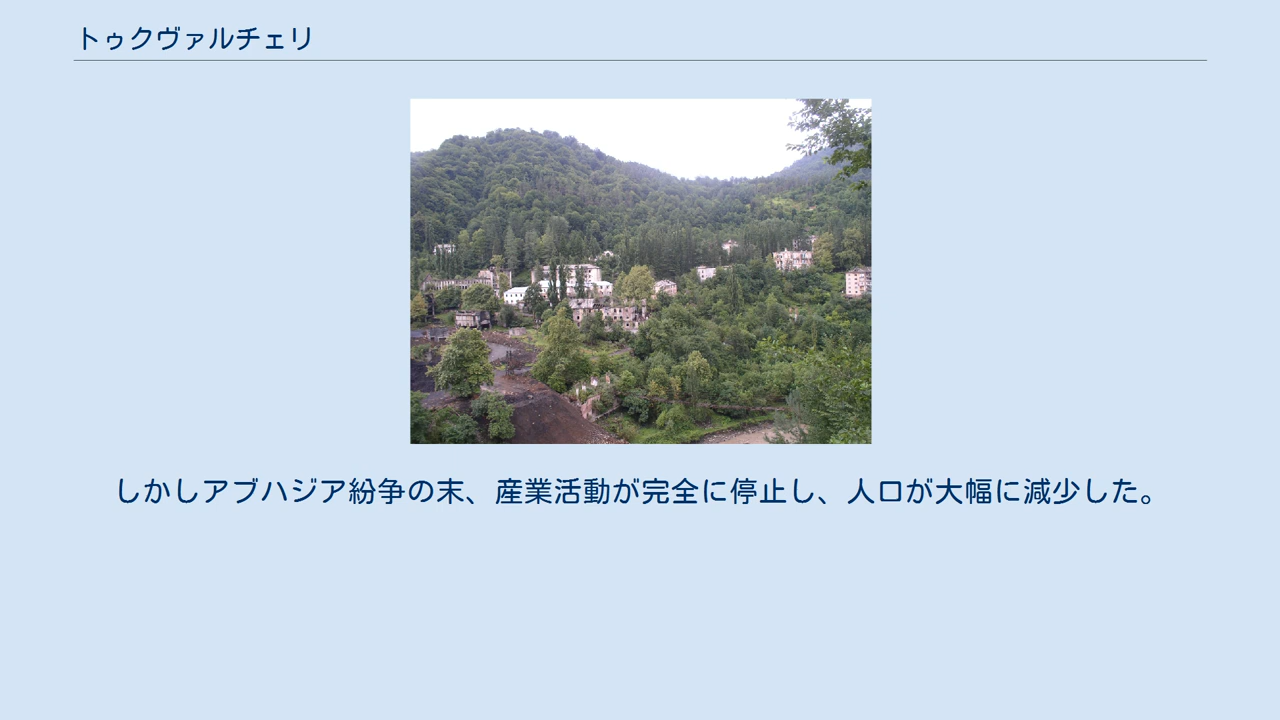 トゥクヴァルチェリ
しかしアブハジア紛争の末、産業活動が完全に停止し、人口が大幅に減少した。